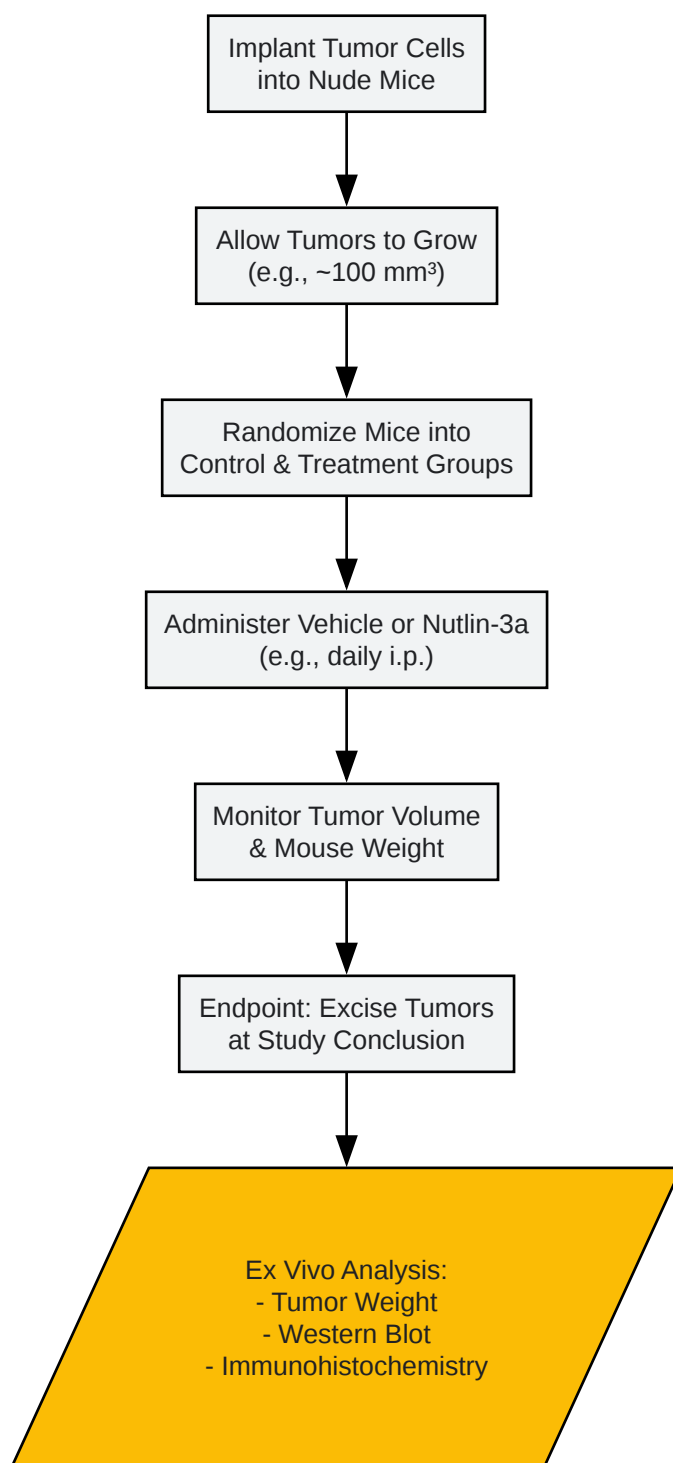 Implant Tumor Cells
into Nude Mice
Allow Tumors to Grow
(e.g., ~100 mm³)
Randomize Mice into
Control & Treatment Groups
Administer Vehicle or Nutlin-3a
(e.g., daily i.p.)
Monitor Tumor Volume
& Mouse Weight
Endpoint: Excise Tumors
at Study Conclusion
Ex Vivo Analysis:
- Tumor Weight
- Western Blot
- Immunohistochemistry